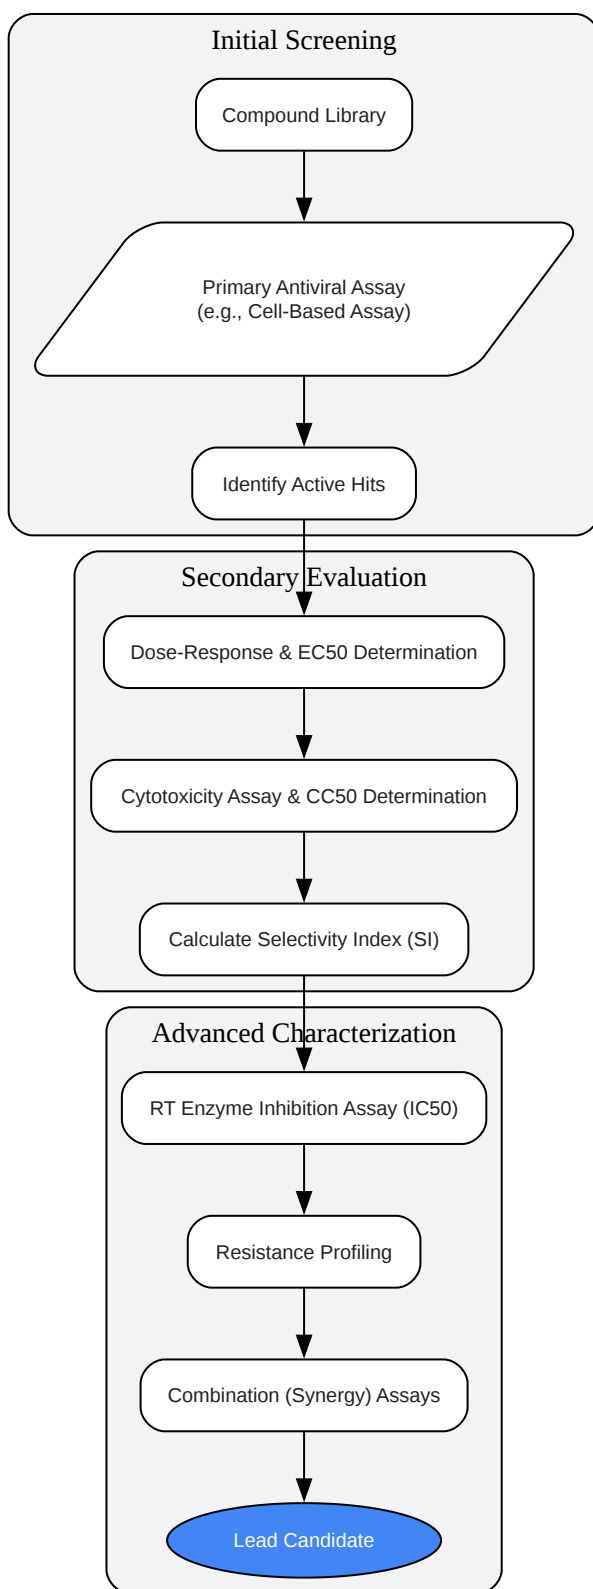 Initial Screening
Compound Library
Primary Antiviral Assay
(e.g., Cell-Based Assay)
Identify Active Hits
Secondary Evaluation
Dose-Response & EC50 Determination
Cytotoxicity Assay & CC50 Determination
Calculate Selectivity Index (SI)
Advanced Characterization
RT Enzyme Inhibition Assay (IC50)
Resistance Profiling
Combination (Synergy) Assays
Lead Candidate